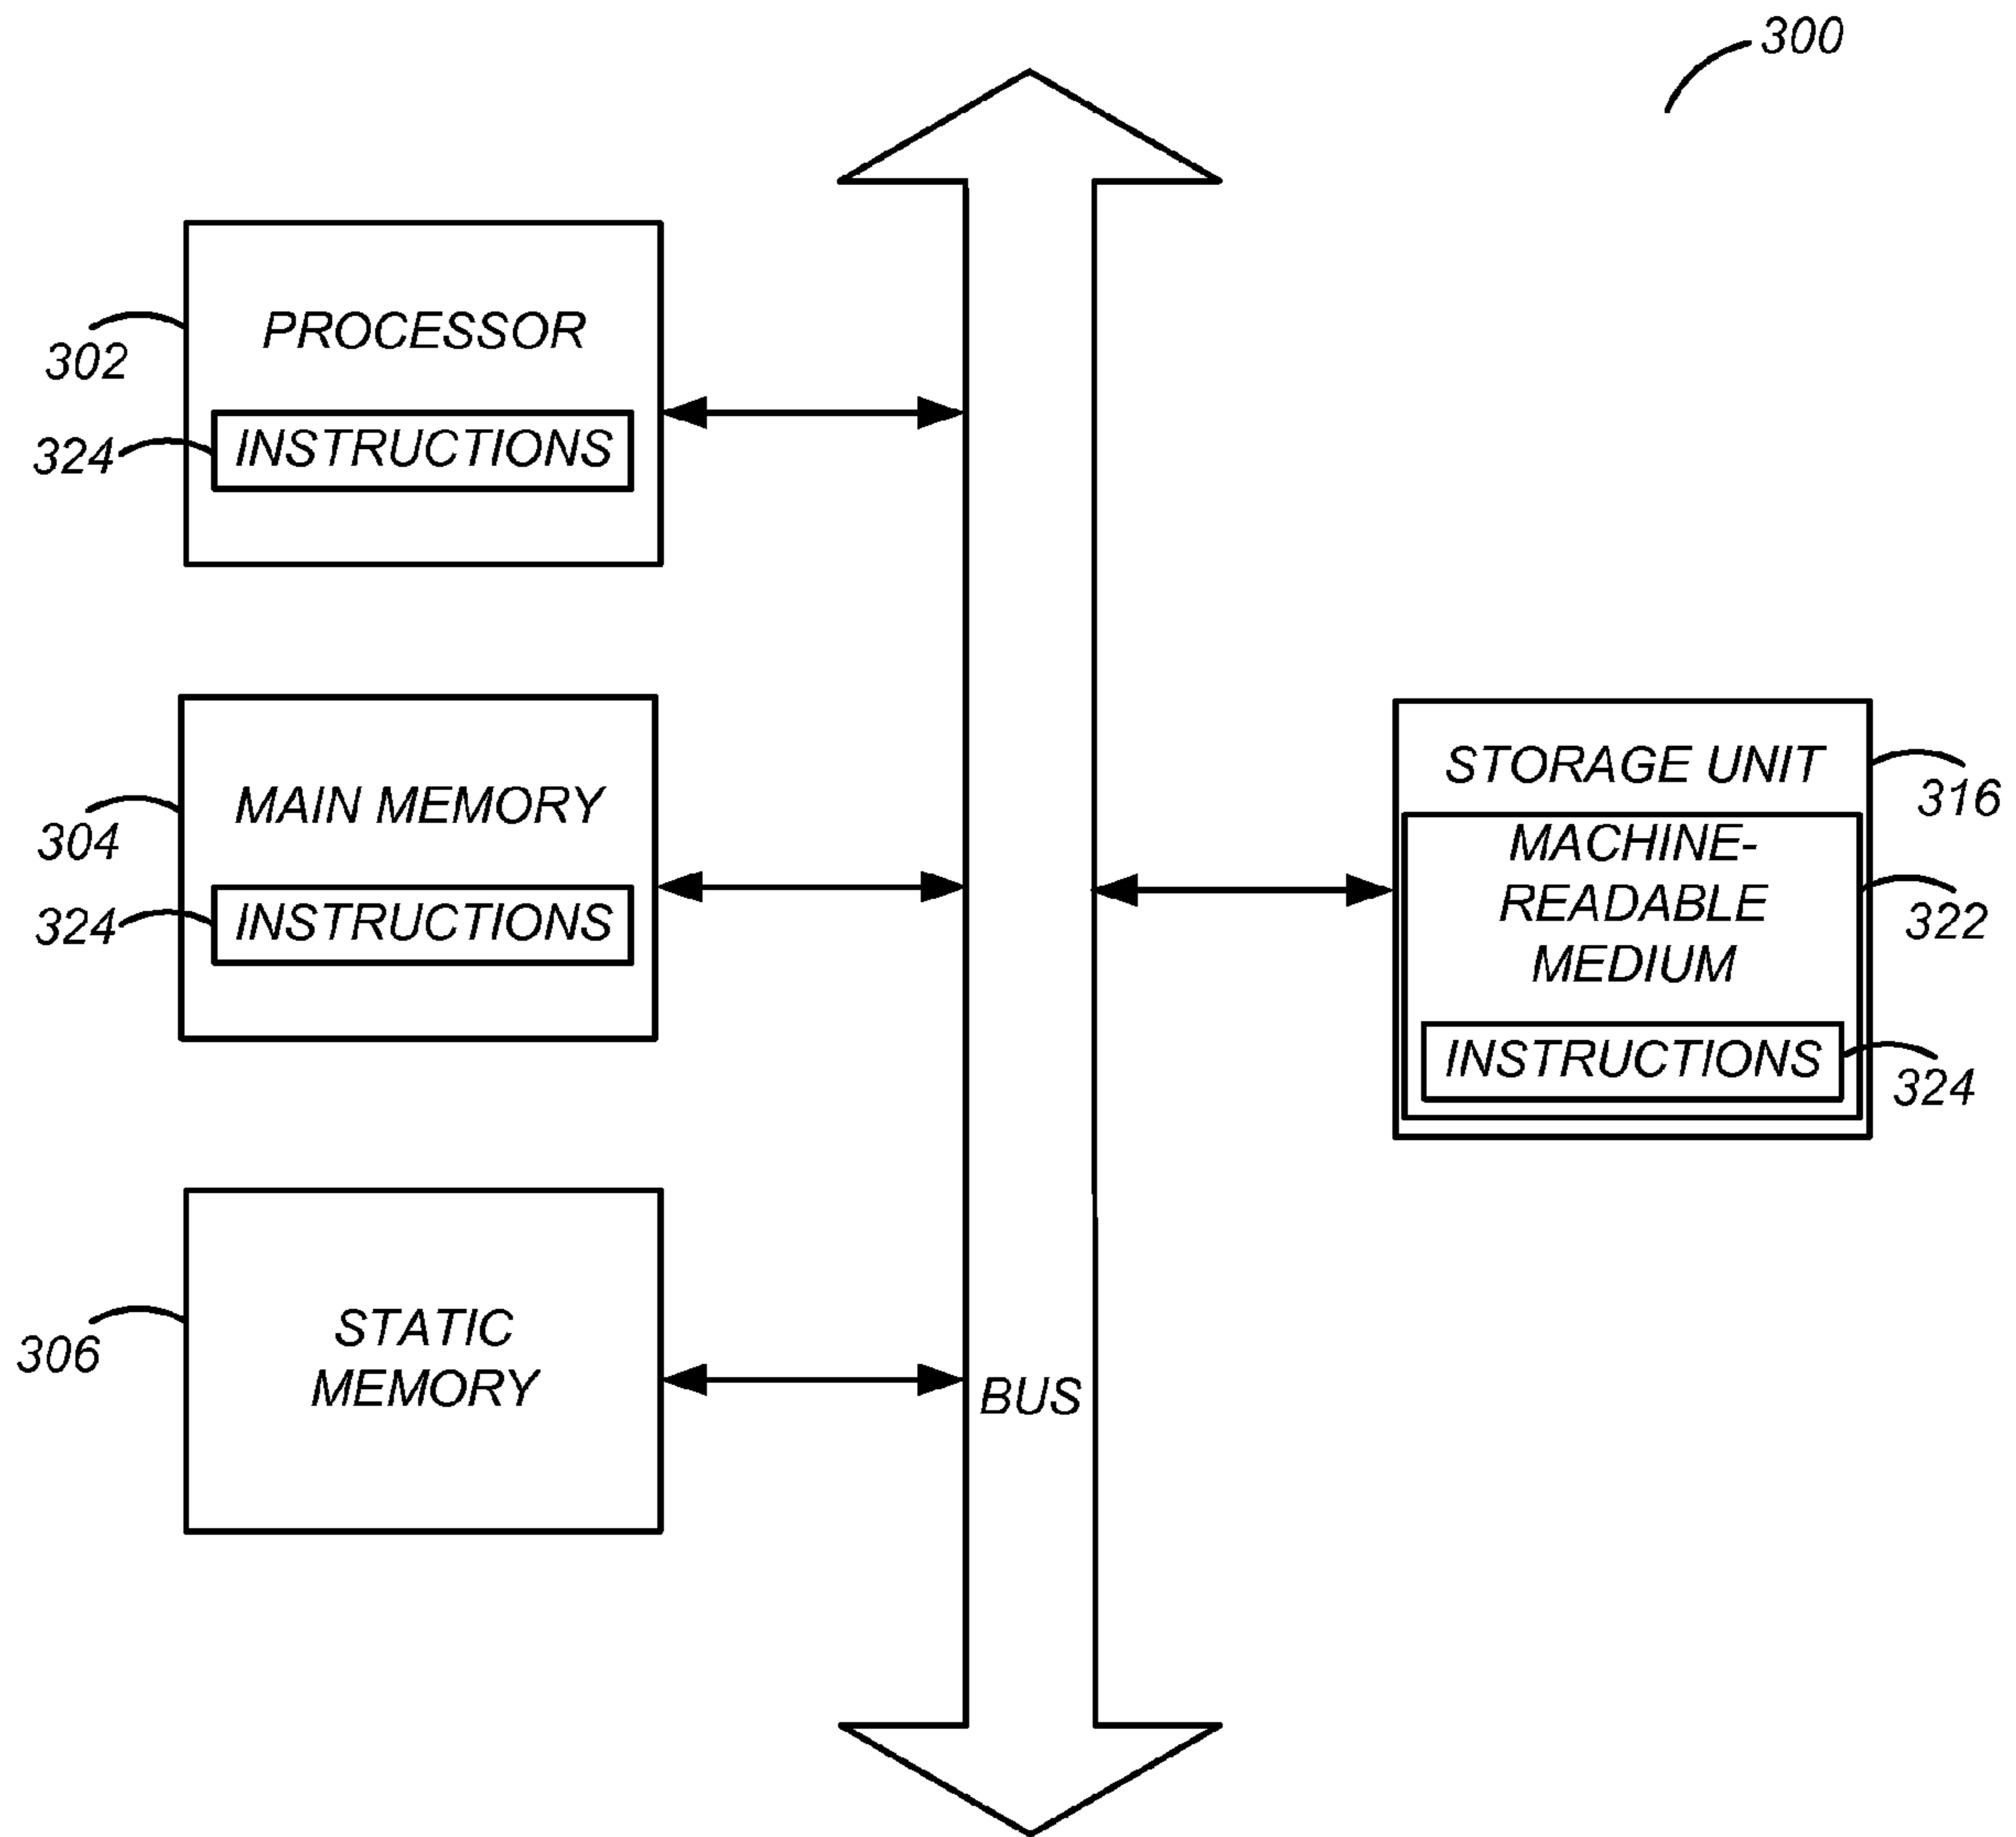 300
PROCESSOR
302
324
INSTRUCTIONS
MAIN MEMORY
304
324
INSTRUCTIONS
STORAGE UNIT
316
MACHINE-
READABLE
MEDIUM
322
INSTRUCTIONS
324
STATIC
MEMORY
306
BUS